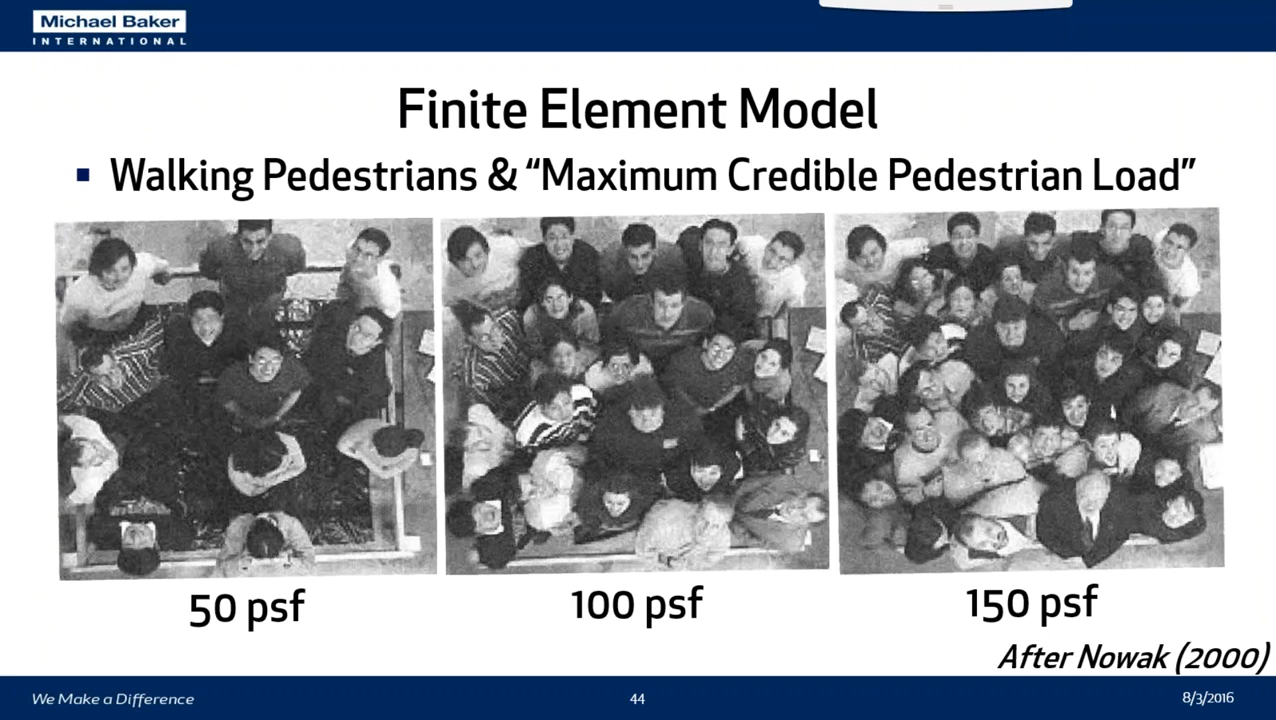 Michael Baker
INTERNATIONAL
Finite Element Model
▪ Walking Pedestrians & “Maximum Credible Pedestrian Load”
50 psf
100 psf
150 psf
After Nowak (2000)
We Make a Difference
44
8/3/2016